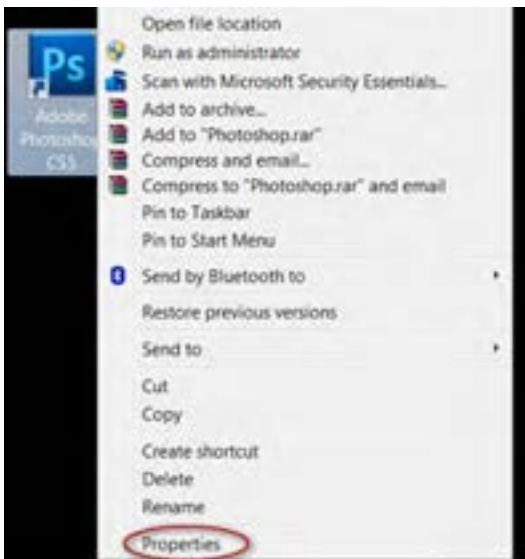 Ps
Adobe
Photoshop
CS5
Open file location
Run as administrator
Scan with Microsoft Security Essentials...
Add to archive...
Add to "Photoshop.rar"
Compress and email...
Compress to "Photoshop.rar" and email
Pin to Taskbar
Pin to Start Menu
Send by Bluetooth to
Restore previous versions
Send to
Cut
Copy
Create shortcut
Delete
Rename
Properties